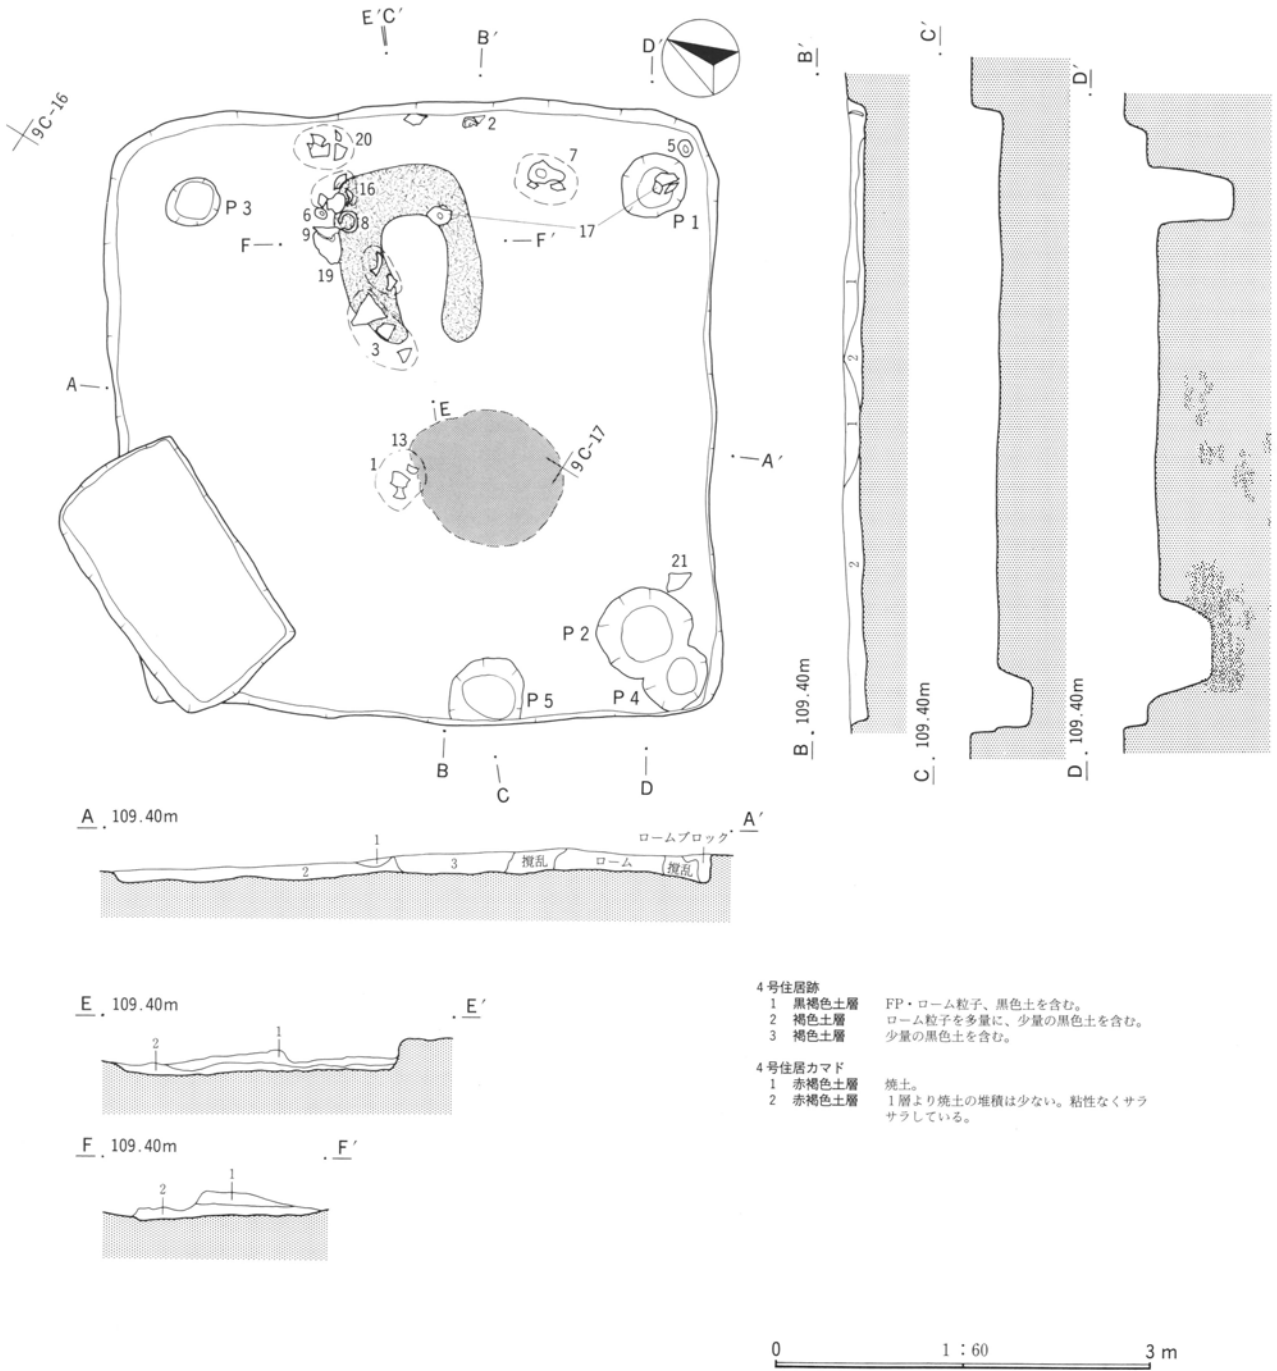 E′C′
B′
D′
9C-16
20
2
5
7
16
P 3
6
8
P 1
9
F
F′
17
19
3
A
E
13
1
9C-17
A′
21
P 2
P 4
P 5
B
C
D
B′
1
2
1
2
B 109.40m
C′
C 109.40m
D′
D 109.40m
A 109.40m
A′
ロームブロック
1
2
3
攪乱
ローム
攪乱
E 109.40m
E′
1
2
F 109.40m
F′
1
2
4号住居跡
1 黒褐色土層 FP・ローム粒子、黒色土を含む。
2 褐色土層 ローム粒子を多量に、少量の黒色土を含む。
3 褐色土層 少量の黒色土を含む。
4号住居カマド
1 赤褐色土層 焼土。
2 赤褐色土層 1層より焼土の堆積は少ない。粘性なくサラ
サラしている。
0 1：60 3 m